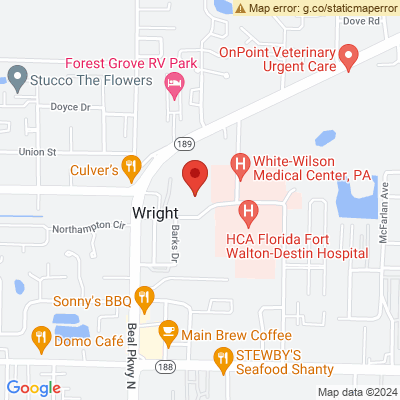 Map error: g.co/staticmaperror
Dove Rd
OnPoint Veterinary
Urgent Care
Forest Grove RV
Park
Stucco The Flowers
Doyce Dr
189
Union St
Culver's
White-Wilson
Medical Center, PA
McFarlan Ave
Wright
Northampton Cir
Barks Dr
HCA Florida Fort
Walton-Destin Hospital
Sonny's BBQ
Beal Pkwy N
Domo Café
Main Brew Coffee
188
STEWBY'S
Seafood Shanty
Google
Map data ©2024